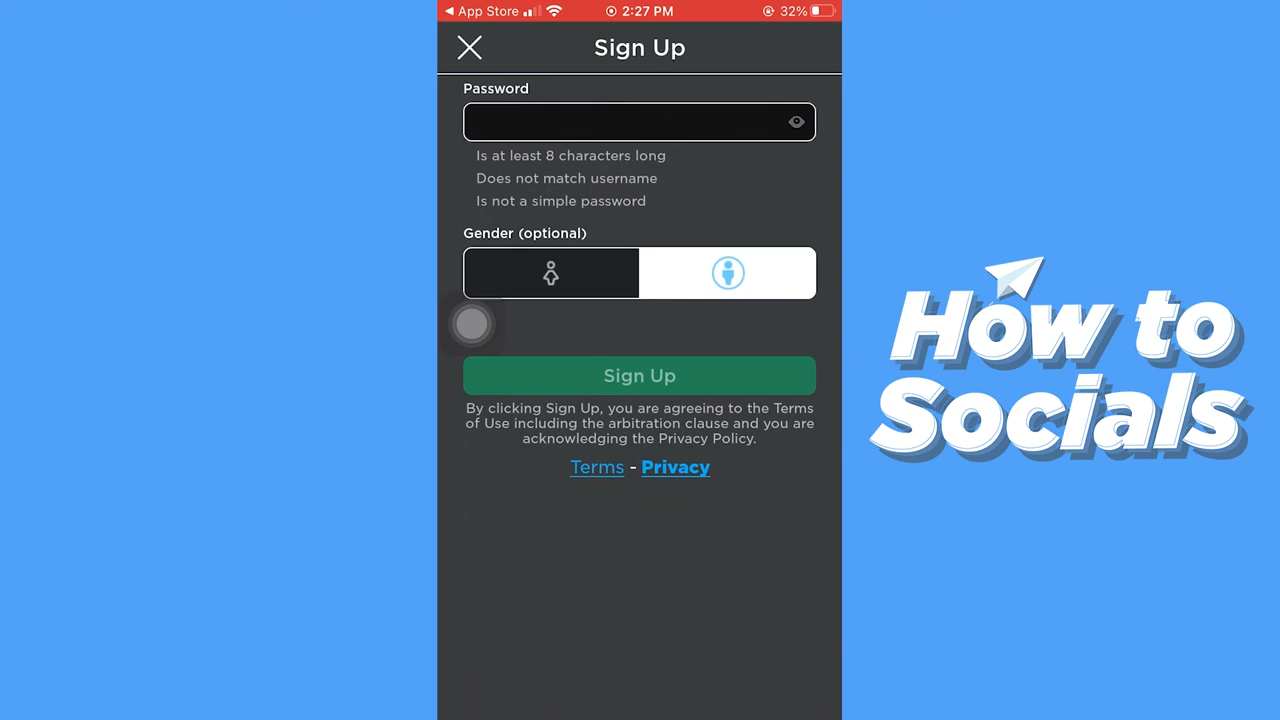 App Store
2:27 PM
32%
Sign Up
Password
Is at least 8 characters long
Does not match username
Is not a simple password
Gender (optional)
Sign Up
By clicking Sign Up, you are agreeing to the Terms
of Use including the arbitration clause and you are
acknowledging the Privacy Policy.
Terms - Privacy
How to
Socials